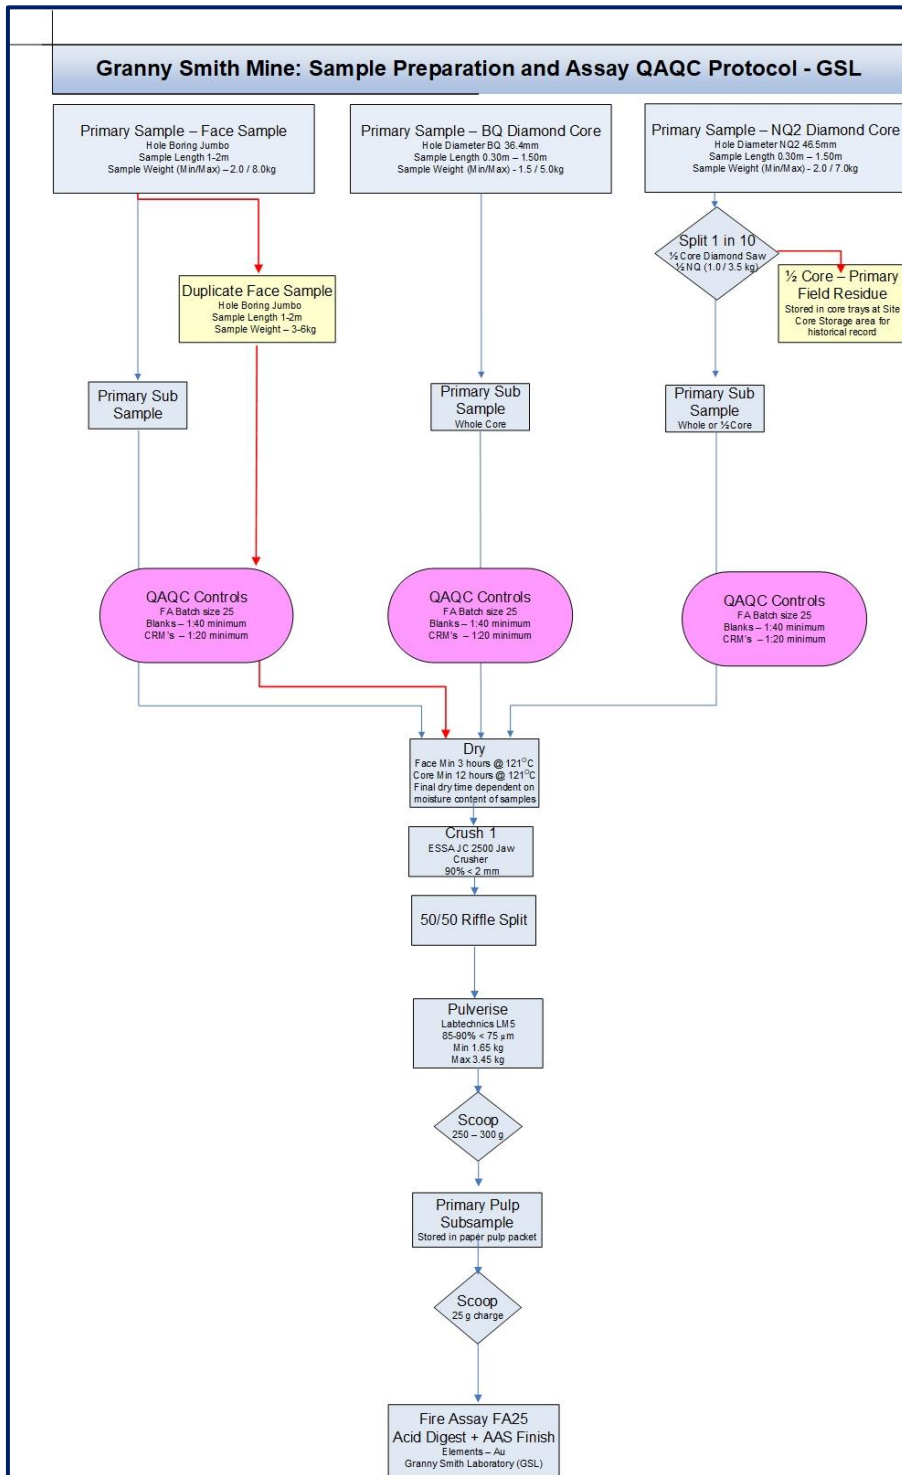 Granny Smith Mine: Sample Preparation and Assay QAQC Protocol - GSL
Primary Sample – Face Sample
Hole Boring Jumbo
Sample Length 1-2m
Sample Weight (Min/Max) – 2.0 / 8.0kg
Primary Sample – BQ Diamond Core
Hole Diameter BQ 36.4mm
Sample Length 0.30m – 1.50m
Sample Weight (Min/Max) - 1.5 / 5.0kg
Primary Sample – NQ2 Diamond Core
Hole Diameter NQ2 46.5mm
Sample Length 0.30m – 1.50m
Sample Weight (Min/Max) - 2.0 / 7.0kg
Split 1 in 10
½ Core Diamond Saw
½ NQ (1.0 / 3.5 kg)
½ Core – Primary
Field Residue
Stored in core trays at Site
Core Storage area for
historical record
Duplicate Face Sample
Hole Boring Jumbo
Sample Length 1-2m
Sample Weight – 3-6kg
Primary Sub
Sample
Primary Sub
Sample
Whole Core
Primary Sub
Sample
Whole or ½ Core
QAQC Controls
FA Batch size 25
Blanks – 1:40 minimum
CRM's – 1:20 minimum
QAQC Controls
FA Batch size 25
Blanks – 1:40 minimum
CRM's – 1:20 minimum
QAQC Controls
FA Batch size 25
Blanks – 1:40 minimum
CRM's – 1:20 minimum
Dry
Face Min 3 hours @ 121°C
Core Min 12 hours @ 121°C
Final dry time dependent on
moisture content of samples
Crush 1
ESSA JC 2500 Jaw
Crusher
90% < 2 mm
50/50 Riffle Split
Pulverise
Labtechnics LM5
85-90% < 75 µm
Min 1.65 kg
Max 3.45 kg
Scoop
250 – 300 g
Primary Pulp
Subsample
Stored in paper pulp packet
Scoop
25 g charge
Fire Assay FA25
Acid Digest + AAS Finish
Elements – Au
Granny Smith Laboratory (GSL)